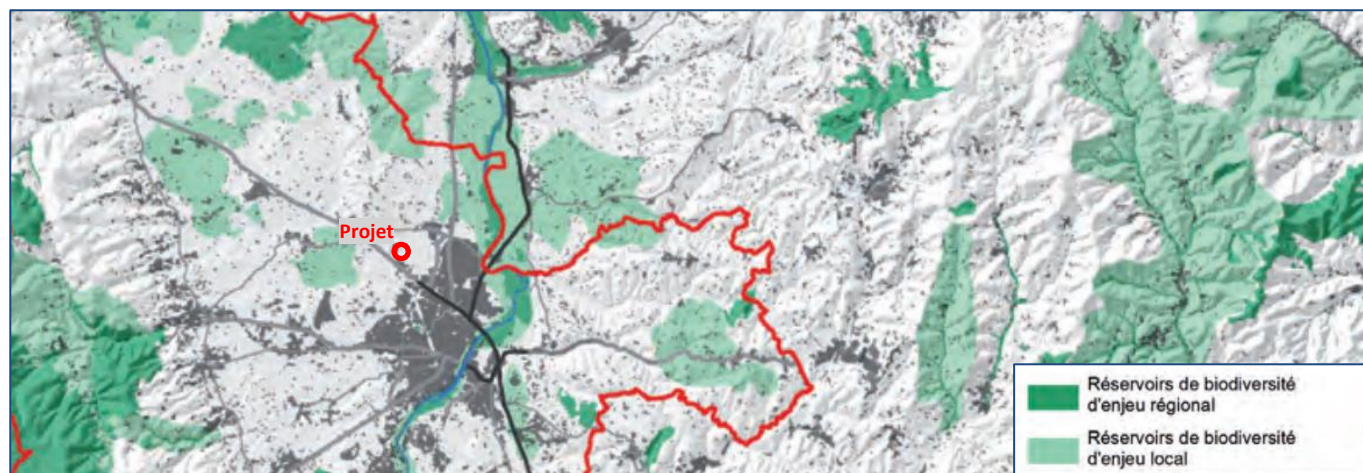 Projet
Réservoirs de biodiversité
d'enjeu régional
Réservoirs de biodiversité
d'enjeu local